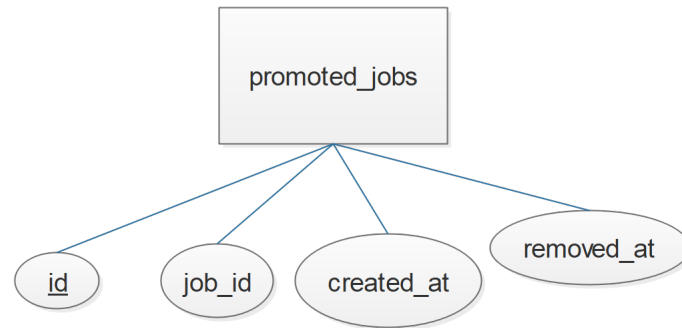 promoted_jobs
id
job_id
created_at
removed_at